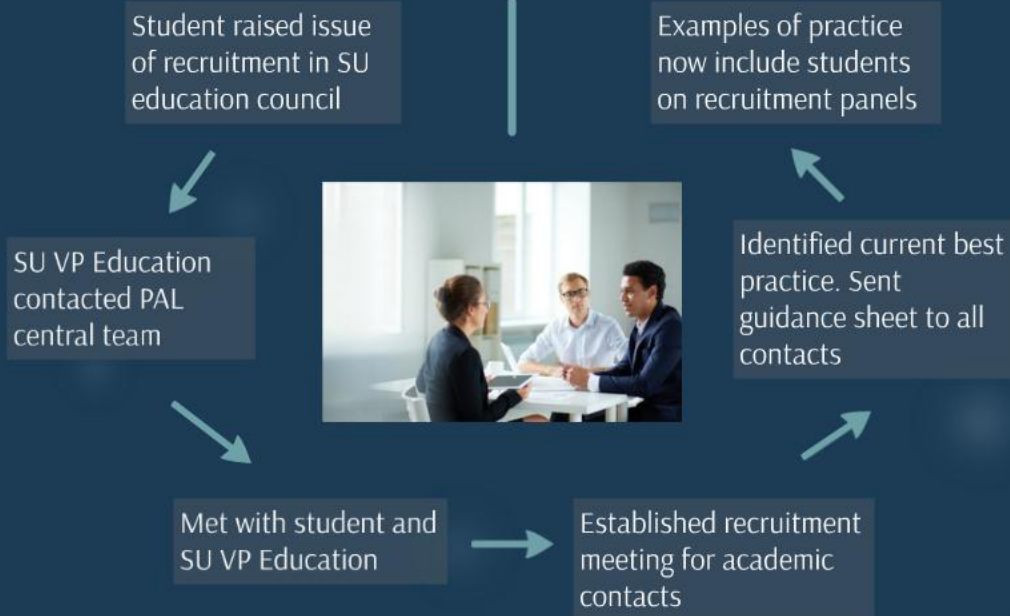 Student raised issue
of recruitment in SU
education council
SU VP Education
contacted PAL
central team
Met with student and
SU VP Education
Established recruitment
meeting for academic
contacts
Identified current best
practice. Sent
guidance sheet to all
contacts
Examples of practice
now include students
on recruitment panels